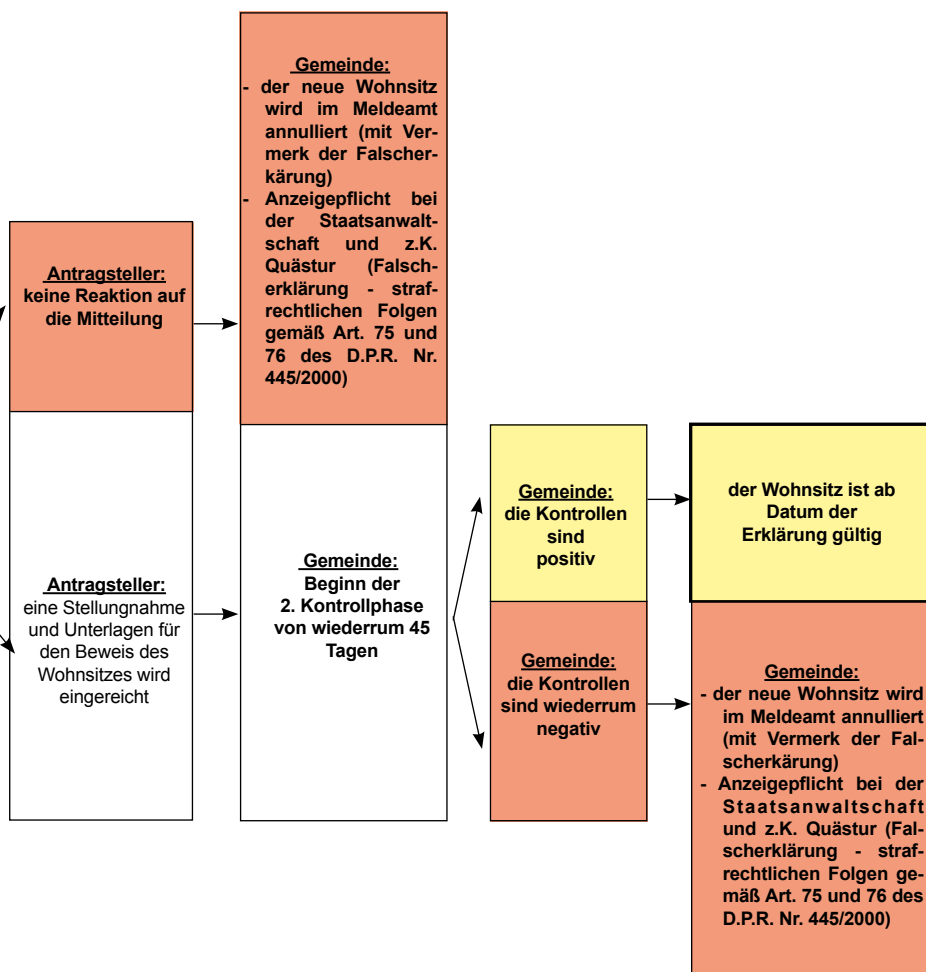 Gemeinde:
- der neue Wohnsitz
wird im Meldeamt
annulliert (mit Ver-
merk der Falscher-
kärung)
- Anzeigepflicht bei
der Staatsanwalt-
schaft und z.K.
Quästur (Falsch-
erklärung - straf-
rechtlichen Folgen
gemäß Art. 75 und
76 des D.P.R. Nr.
445/2000)
Antragsteller:
keine Reaktion auf
die Mitteilung
Antragsteller:
eine Stellungnahme
und Unterlagen für
den Beweis des
Wohnsitzes wird
eingereicht
Gemeinde:
Beginn der
2. Kontrollphase
von wiederrum 45
Tagen
Gemeinde:
die Kontrollen
sind
positiv
der Wohnsitz ist ab
Datum der
Erklärung gültig
Gemeinde:
die Kontrollen
sind wiederrum
negativ
Gemeinde:
- der neue Wohnsitz wird
im Meldeamt annulliert
(mit Vermerk der Fal-
scherkärung)
- Anzeigepflicht bei der
Staatsanwaltschaft
und z.K. Quästur (Fal-
scherklärung - straf-
rechtlichen Folgen ge-
mäß Art. 75 und 76 des
D.P.R. Nr. 445/2000)